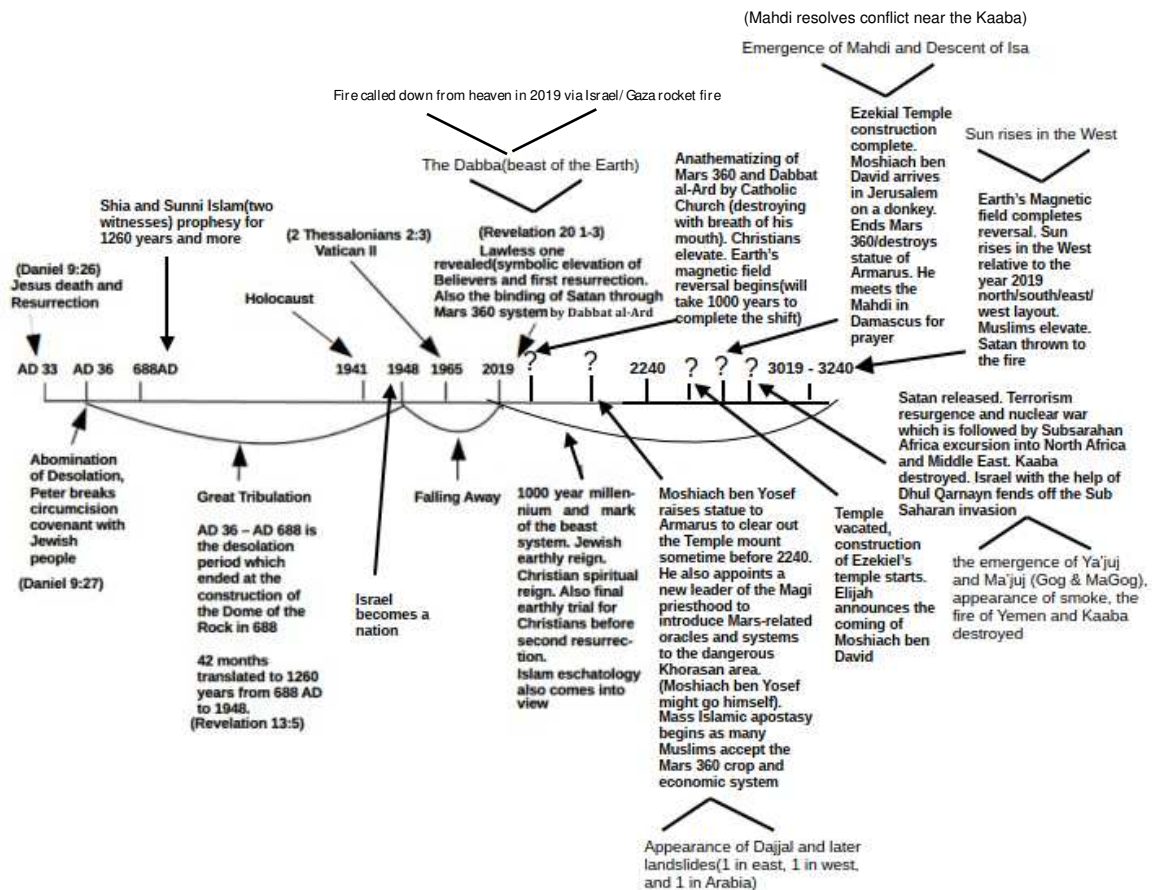 (Mahdi resolves conflict near the Kaaba)
Emergence of Mahdi and Descent of Isa
Fire called down from heaven in 2019 via Israel/ Gaza rocket fire
The Dabba(beast of the Earth)
Shia and Sunni Islam(two
witnesses) prophesy for
1260 years and more
(Daniel 9:26)
Jesus death and
Resurrection
Holocaust
(2 Thessalonians 2:3)
Vatican II
(Revelation 20 1-3)
Lawless one
revealed(symbolic elevation of
Believers and first resurrection.
Also the binding of Satan through
Mars 360 system by Dabbat al-Ard
Anathematizing of
Mars 360 and Dabbat
al-Ard by Catholic
Church (destroying
with breath of his
mouth). Christians
elevate. Earth's
magnetic field
reversal begins(will
take 1000 years to
complete the shift)
Ezekial Temple
construction
complete.
Moshiach ben
David arrives
in Jerusalem
on a donkey.
Ends Mars
360/destroys
statue of
Armarus. He
meets the
Mahdi in
Damascus for
prayer
Sun rises in the West
Earth's Magnetic
field completes
reversal. Sun
rises in the West
relative to the
year 2019
north/south/east/
west layout.
Muslims elevate.
Satan thrown to
the fire
AD 33 AD 36 688AD 1941 1948 1965 2019 ? ? 2240 ? ? ? 3019 - 3240
Abomination
of Desolation,
Peter breaks
circumcision
covenant with
Jewish
people
(Daniel 9:27)
Great Tribulation
AD 36 – AD 688 is
the desolation
period which
ended at the
construction of
the Dome of the
Rock in 688
42 months
translated to 1260
years from 688 AD
to 1948.
(Revelation 13:5)
Israel
becomes a
nation
Falling Away
1000 year millen-
nium and mark
of the beast
system. Jewish
earthly reign.
Christian spiritual
reign. Also final
earthly trial for
Christians before
second resurrec-
tion.
Islam eschatology
also comes into
view
Moshiach ben Yosef
raises statue to
Armarus to clear out
the Temple mount
sometime before 2240.
He also appoints a
new leader of the Magi
priesthood to
introduce Mars-related
oracles and systems
to the dangerous
Khorasan area.
(Moshiach ben Yosef
might go himself).
Mass Islamic apostasy
begins as many
Muslims accept the
Mars 360 crop and
economic system
Appearance of Dajjal and later
landslides(1 in east, 1 in west,
and 1 in Arabia)
Temple
vacated,
construction
of Ezekiel's
temple starts.
Elijah
announces the
coming of
Moshiach ben
David
Satan released. Terrorism
resurgence and nuclear war
which is followed by Subsarahan
Africa excursion into North Africa
and Middle East. Kaaba
destroyed. Israel with the help of
Dhul Qarnayn fends off the Sub
Saharan invasion
the emergence of Ya'juj
and Ma'juj (Gog & MaGog),
appearance of smoke, the
fire of Yemen and Kaaba
destroyed